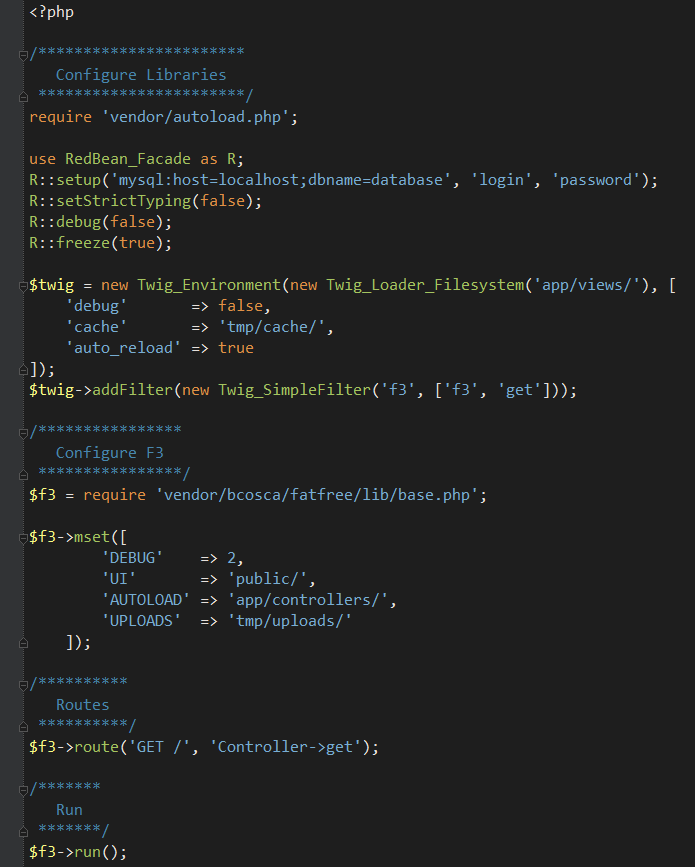 <?php

/***********************
   Configure Libraries
 ***********************/
require 'vendor/autoload.php';

use RedBean_Facade as R;
R::setup('mysql:host=localhost;dbname=database', 'login', 'password');
R::setStrictTyping(false);
R::debug(false);
R::freeze(true);

$twig = new Twig_Environment(new Twig_Loader_Filesystem('app/views/'), [
    'debug'       => false,
    'cache'       => 'tmp/cache/',
    'auto_reload' => true
]);
$twig->addFilter(new Twig_SimpleFilter('f3', ['f3', 'get']));

/****************
   Configure F3
 ****************/
$f3 = require 'vendor/bcosca/fatfree/lib/base.php';

$f3->mset([
        'DEBUG'    => 2,
        'UI'       => 'public/',
        'AUTOLOAD' => 'app/controllers/',
        'UPLOADS'  => 'tmp/uploads/'
    ]);

/**********
   Routes
 **********/
$f3->route('GET /', 'Controller->get');

/*******
   Run
 *******/
$f3->run();